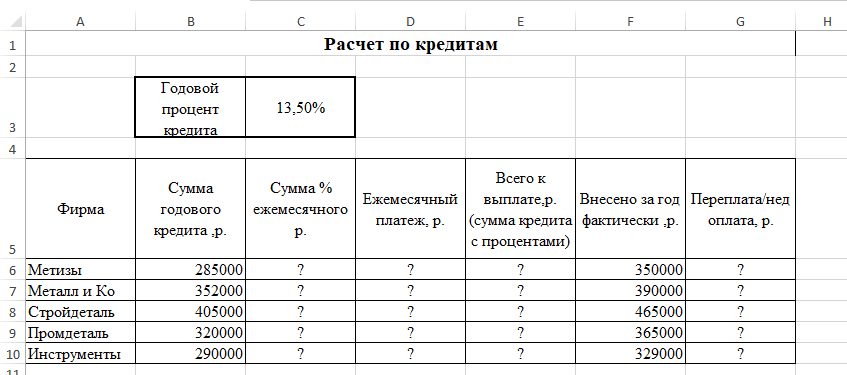 A B C D E F G H
1 Расчет по кредитам
2
Годовой
процент 13,50%
3 кредита
4
Фирма
Сумма
годового
кредита ,р.
Сумма %
ежемесячного
р.
Ежемесячный
платеж, р.
Всего к
выплате,р.
(сумма кредита
с процентами)
Внесено за год
фактически ,р.
Переплата/нед
оплата, р.
5
6 Метизы 285000 ? ? ? 350000 ?
7 Металл и Ко 352000 ? ? ? 390000 ?
8 Стройдеталь 405000 ? ? ? 465000 ?
9 Промдеталь 320000 ? ? ? 365000 ?
10 Инструменты 290000 ? ? ? 329000 ?
11